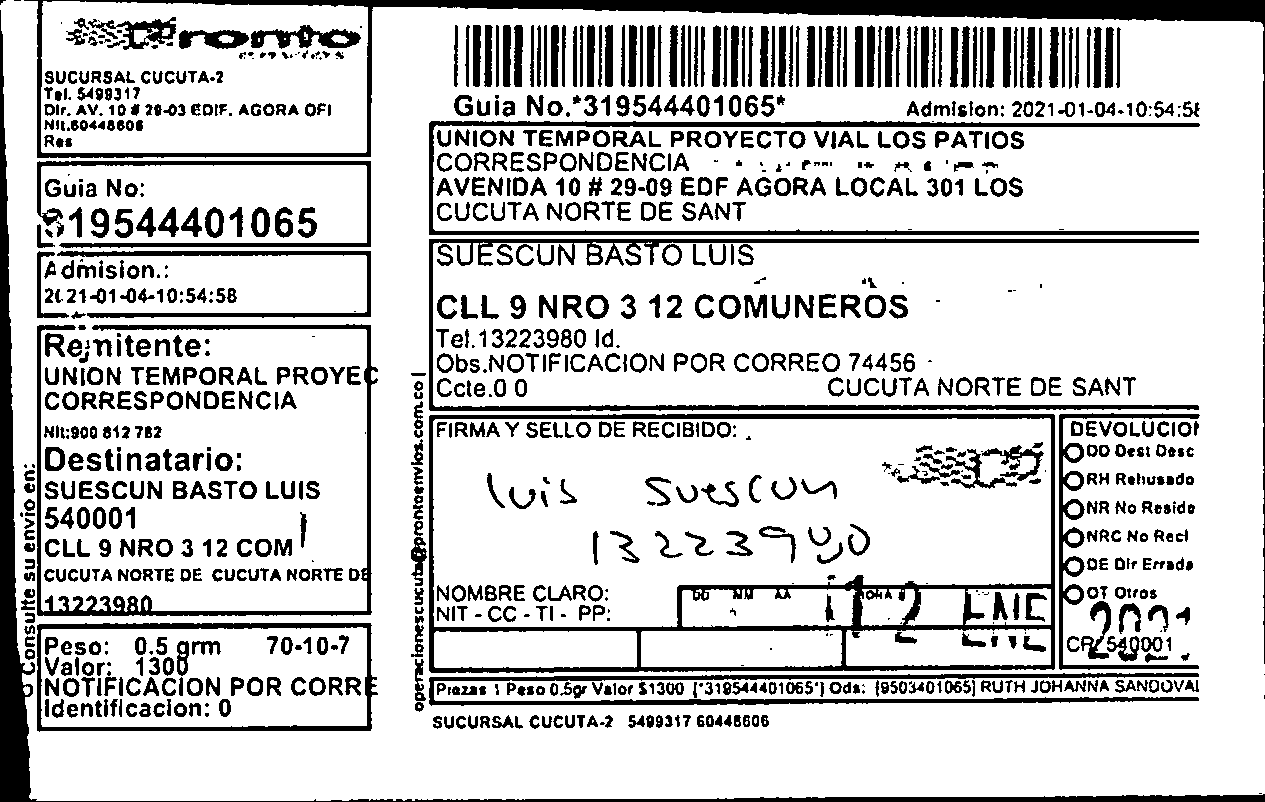 Pronto
SUCURSAL CUCUTA-2
Tel. 5499317
Dir. AV. 10 # 29-03 EDIF. AGORA OFI
Nit.60448606
Res
Guia No:
319544401065
Admision.:
2021-01-04-10:54:58
Remitente:
UNION TEMPORAL PROYEC
CORRESPONDENCIA
Nit:900 812 782
Destinatario:
SUESCUN BASTO LUIS
540001
CLL 9 NRO 3 12 COM
CUCUTA NORTE DE CUCUTA NORTE DE
13223980
Peso: 0.5 grm 70-10-7
Valor: 1300
NOTIFICACION POR CORRE
Identificacion: 0
Consulte su envio en:
operacionescucuta@prontoenvios.com.co
Guia No.*319544401065*
Admision: 2021-01-04-10:54:58
UNION TEMPORAL PROYECTO VIAL LOS PATIOS
CORRESPONDENCIA
AVENIDA 10 # 29-09 EDF AGORA LOCAL 301 LOS
CUCUTA NORTE DE SANT
SUESCUN BASTO LUIS
CLL 9 NRO 3 12 COMUNEROS
Tel.13223980 Id.
Obs.NOTIFICACION POR CORREO 74456
Ccte.0 0 CUCUTA NORTE DE SANT
FIRMA Y SELLO DE RECIBIDO:
luis Suescun
13223980
NOMBRE CLARO:
NIT - CC - TI - PP:
DD MM AA
12 ENE 2021
DEVOLUCION
DD Dest Desc
RH Rehusado
NR No Reside
NRC No Recl
DE Dir Errada
OT Otros
CP: 540001
Piezas 1 Peso 0.5gr Valor $1300 [*319544401065*] Ods: [9503401065] RUTH JOHANNA SANDOVAL
SUCURSAL CUCUTA-2 5499317 60448606